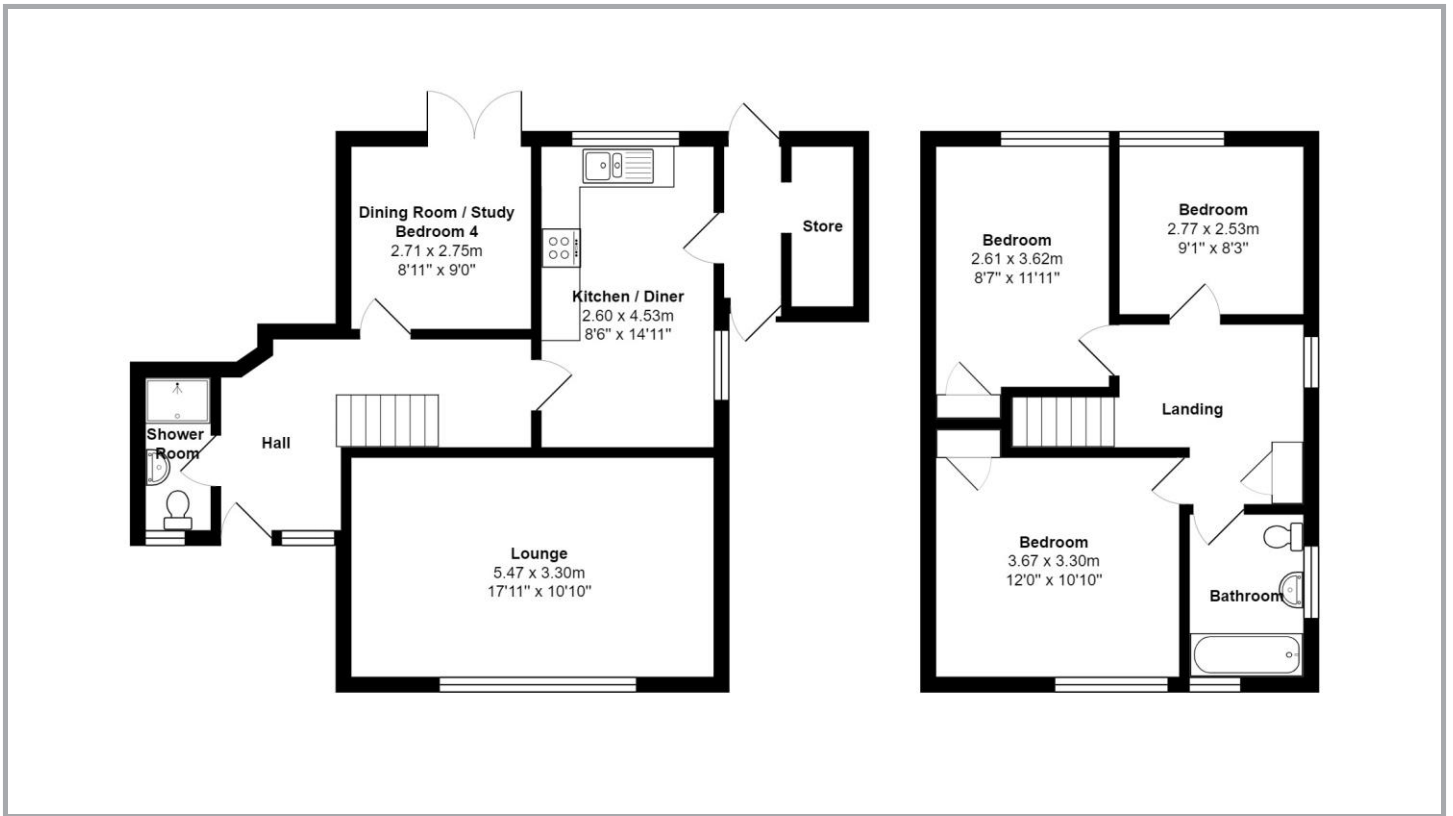 Dining Room / Study
Bedroom 4
2.71 x 2.75m
8'11" x 9'0"
Kitchen / Diner
2.60 x 4.53m
8'6" x 14'11"
Store
Shower
Room
Hall
Lounge
5.47 x 3.30m
17'11" x 10'10"
Bedroom
2.61 x 3.62m
8'7" x 11'11"
Bedroom
2.77 x 2.53m
9'1" x 8'3"
Landing
Bedroom
3.67 x 3.30m
12'0" x 10'10"
Bathroom